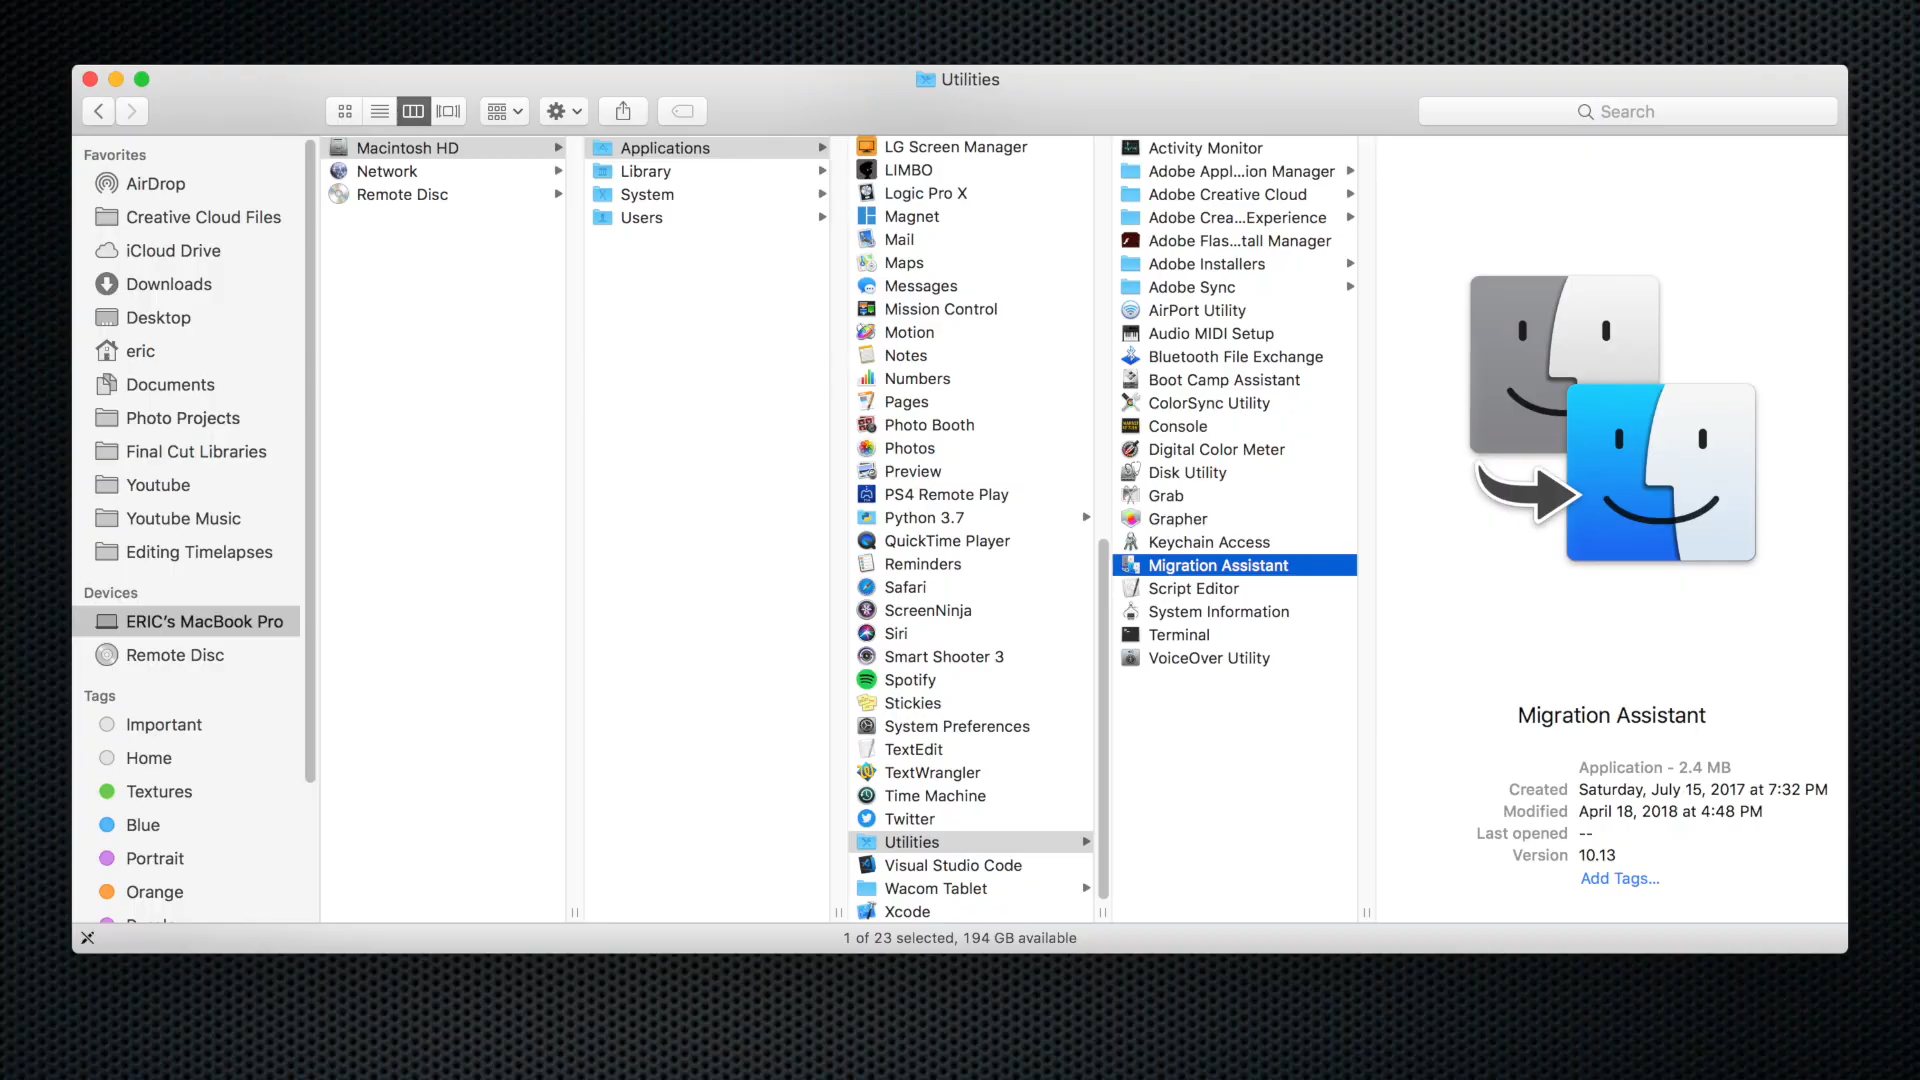 Utilities
Search
Favorites
AirDrop
Creative Cloud Files
iCloud Drive
Downloads
Desktop
eric
Documents
Photo Projects
Final Cut Libraries
Youtube
Youtube Music
Editing Timelapses
Devices
ERIC’s MacBook Pro
Remote Disc
Tags
Important
Home
Textures
Blue
Portrait
Orange
Macintosh HD
Network
Remote Disc
Applications
Library
System
Users
LG Screen Manager
LIMBO
Logic Pro X
Magnet
Mail
Maps
Messages
Mission Control
Motion
Notes
Numbers
Pages
Photo Booth
Photos
Preview
PS4 Remote Play
Python 3.7
QuickTime Player
Reminders
Safari
ScreenNinja
Siri
Smart Shooter 3
Spotify
Stickies
System Preferences
TextEdit
TextWrangler
Time Machine
Twitter
Utilities
Visual Studio Code
Wacom Tablet
Xcode
Activity Monitor
Adobe Appl...ion Manager
Adobe Creative Cloud
Adobe Crea...Experience
Adobe Flas...tall Manager
Adobe Installers
Adobe Sync
AirPort Utility
Audio MIDI Setup
Bluetooth File Exchange
Boot Camp Assistant
ColorSync Utility
Console
Digital Color Meter
Disk Utility
Grab
Grapher
Keychain Access
Migration Assistant
Script Editor
System Information
Terminal
VoiceOver Utility
Migration Assistant
Application - 2.4 MB
Created Saturday, July 15, 2017 at 7:32 PM
Modified April 18, 2018 at 4:48 PM
Last opened --
Version 10.13
Add Tags...
1 of 23 selected, 194 GB available